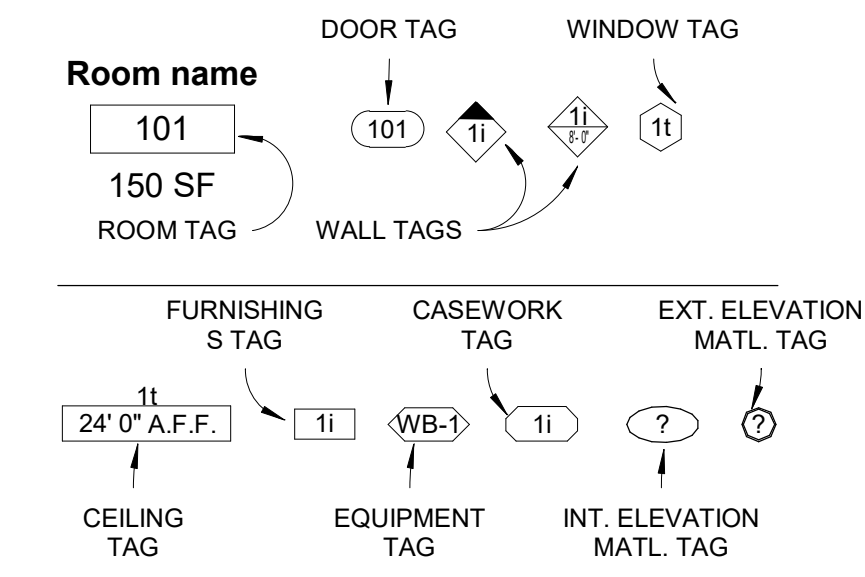 DOOR TAG
WINDOW TAG
Room name
101
101
1i
1i
8'- 0"
1t
150 SF
ROOM TAG
WALL TAGS
FURNISHING
S TAG
CASEWORK
TAG
EXT. ELEVATION
MATL. TAG
1t
24' 0" A.F.F.
1i
WB-1
1i
?
?
CEILING
TAG
EQUIPMENT
TAG
INT. ELEVATION
MATL. TAG